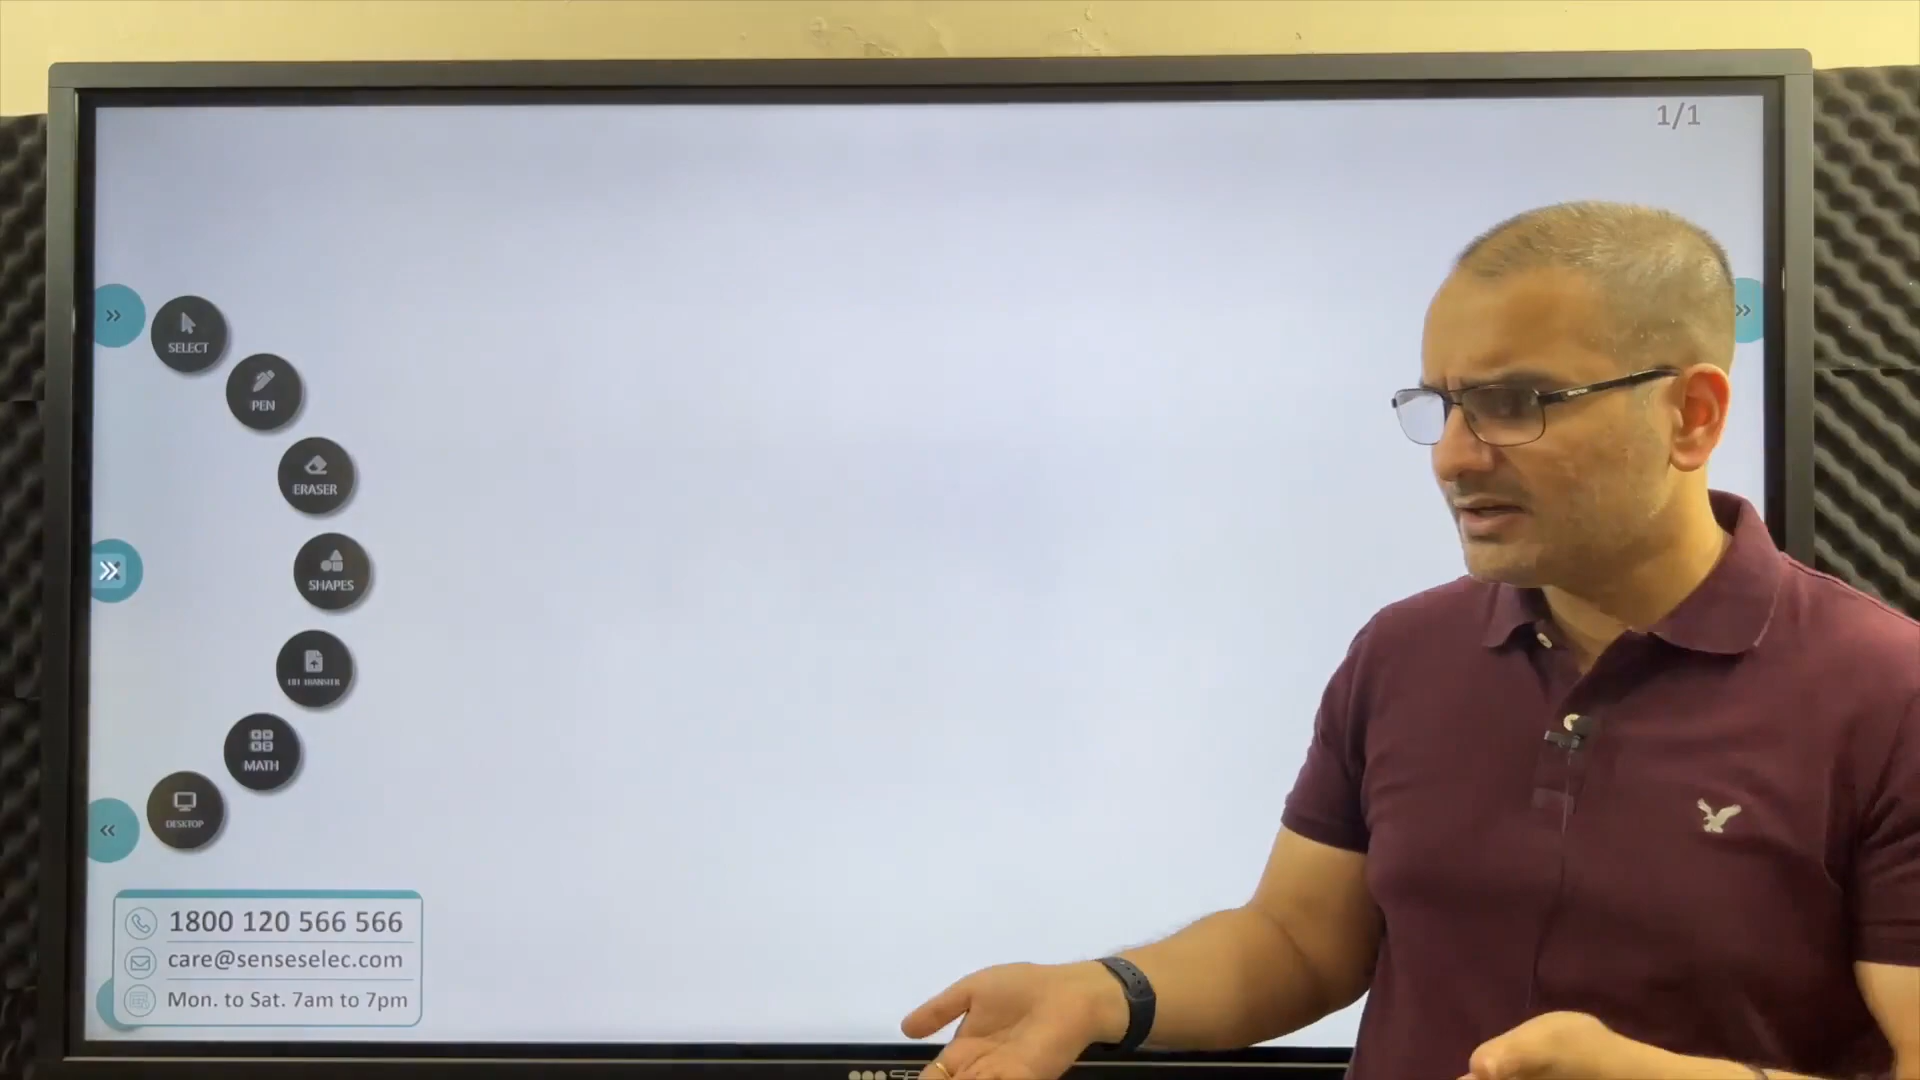 1/1
SELECT
PEN
ERASER
SHAPES
MATH
DESKTOP
1800 120 566 566
care@senseselec.com
Mon. to Sat. 7am to 7pm